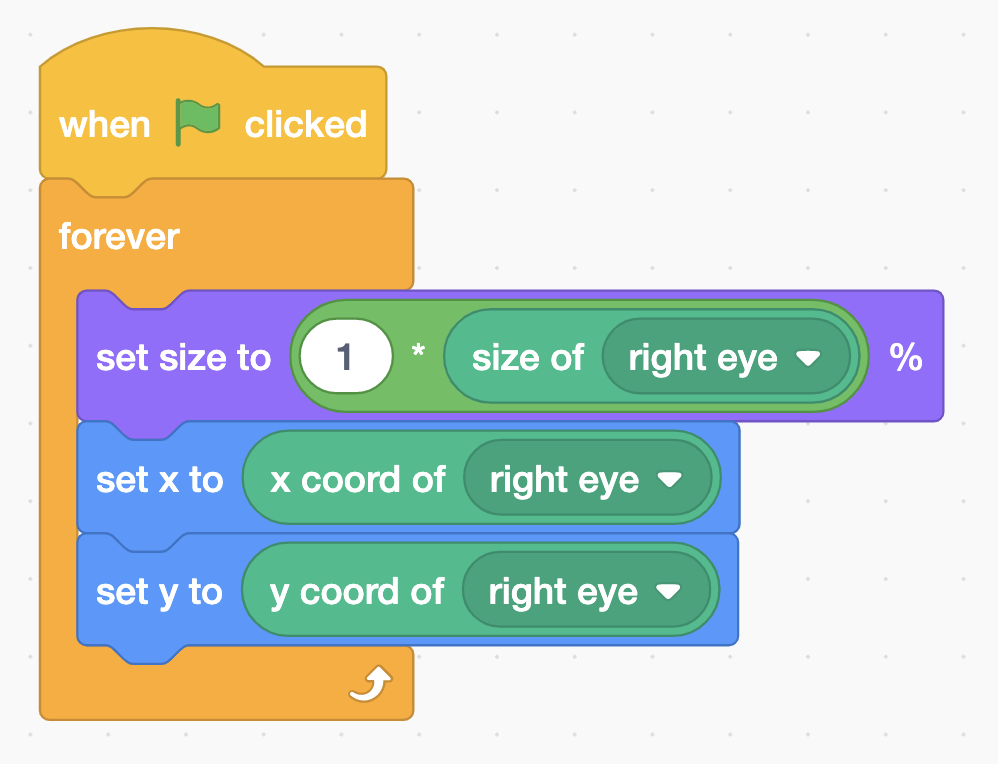 when clicked
forever
set size to 1 * size of right eye %
set x to x coord of right eye
set y to y coord of right eye